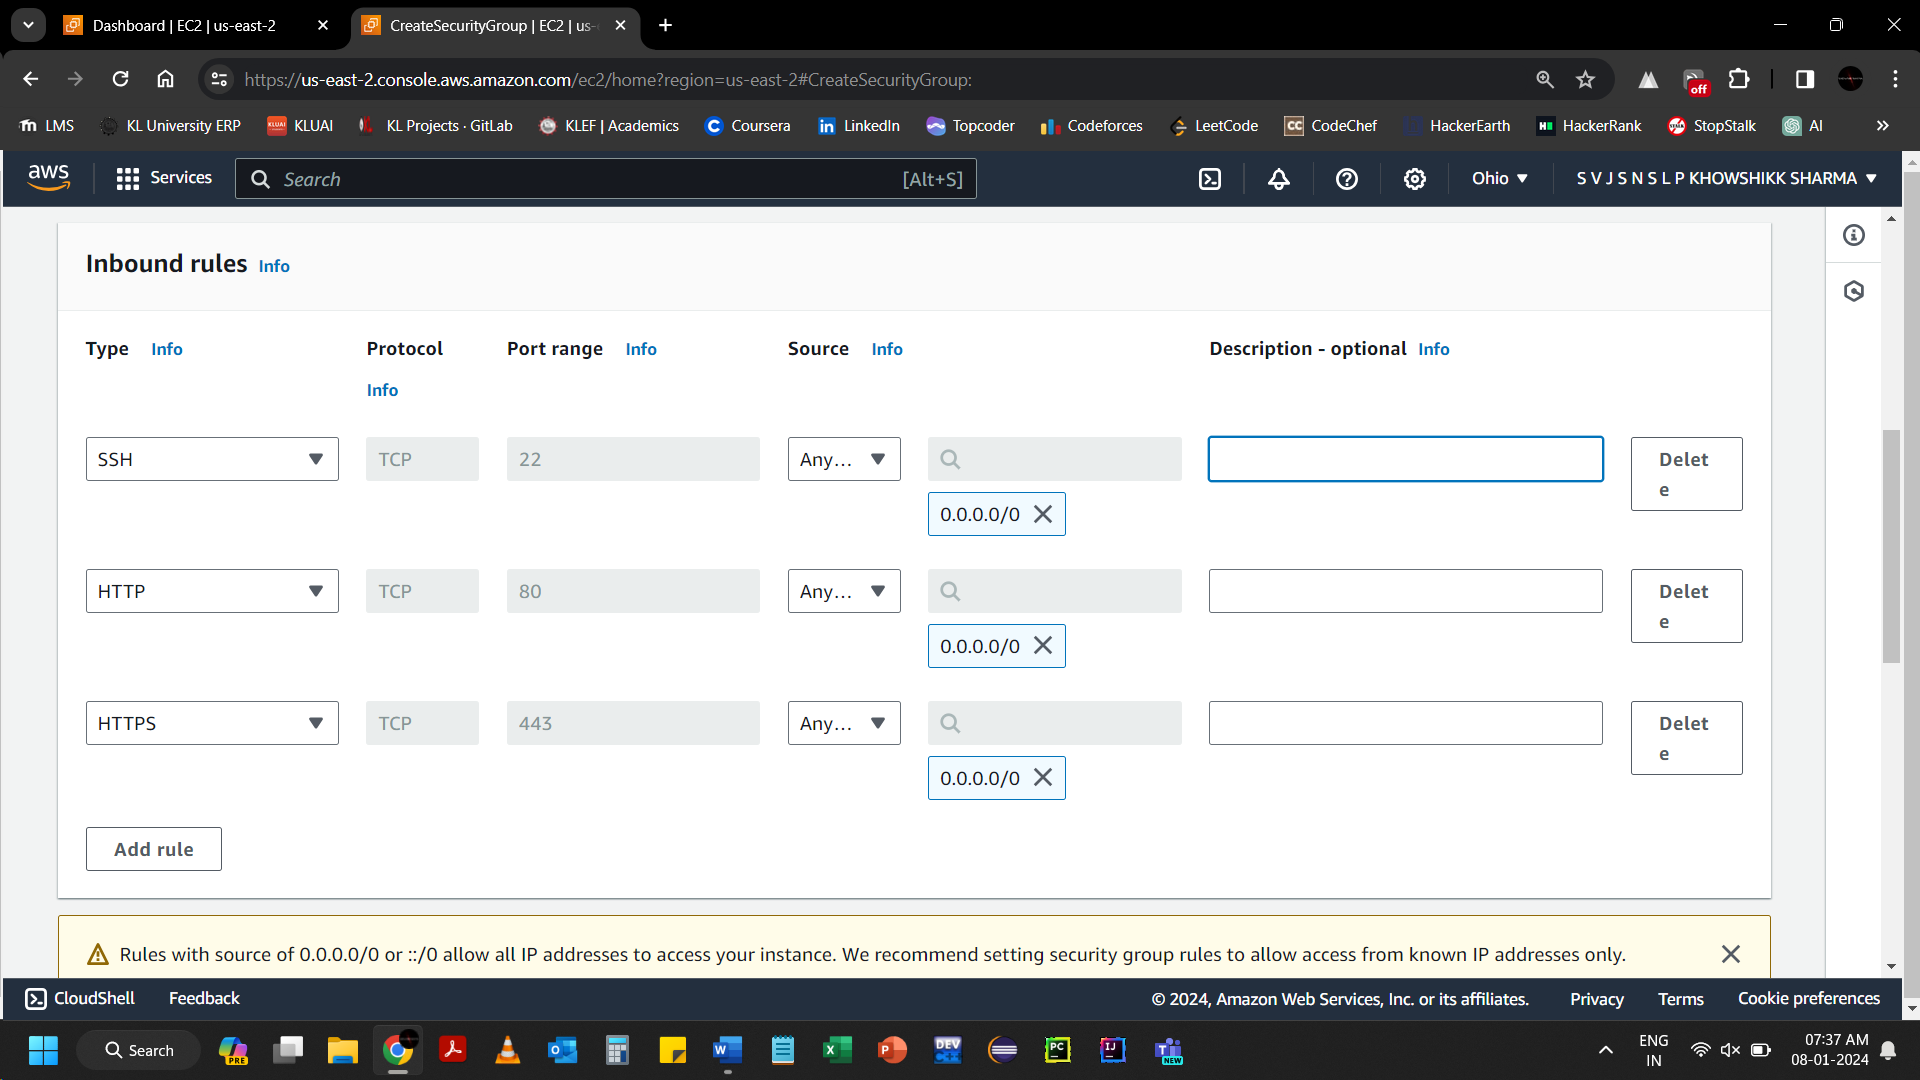 Dashboard | EC2 | us-east-2
CreateSecurityGroup | EC2 | us-
https://us-east-2.console.aws.amazon.com/ec2/home?region=us-east-2#CreateSecurityGroup:
off
LMS KL University ERP KLUAI KL Projects · GitLab KLEF | Academics Coursera LinkedIn Topcoder Codeforces LeetCode CodeChef HackerEarth HackerRank StopStalk AI
aws Services Search [Alt+S] Ohio S V J S N S L P KHOWSHIKK SHARMA
Inbound rules Info
Type Info Protocol Port range Info Source Info Description - optional Info
Info
SSH TCP 22 Any... Delet
e
0.0.0.0/0
HTTP TCP 80 Any... Delet
e
0.0.0.0/0
HTTPS TCP 443 Any... Delet
e
0.0.0.0/0
Add rule
Rules with source of 0.0.0.0/0 or ::/0 allow all IP addresses to access your instance. We recommend setting security group rules to allow access from known IP addresses only.
CloudShell Feedback © 2024, Amazon Web Services, Inc. or its affiliates. Privacy Terms Cookie preferences
Search
ENG
IN
07:37 AM
08-01-2024